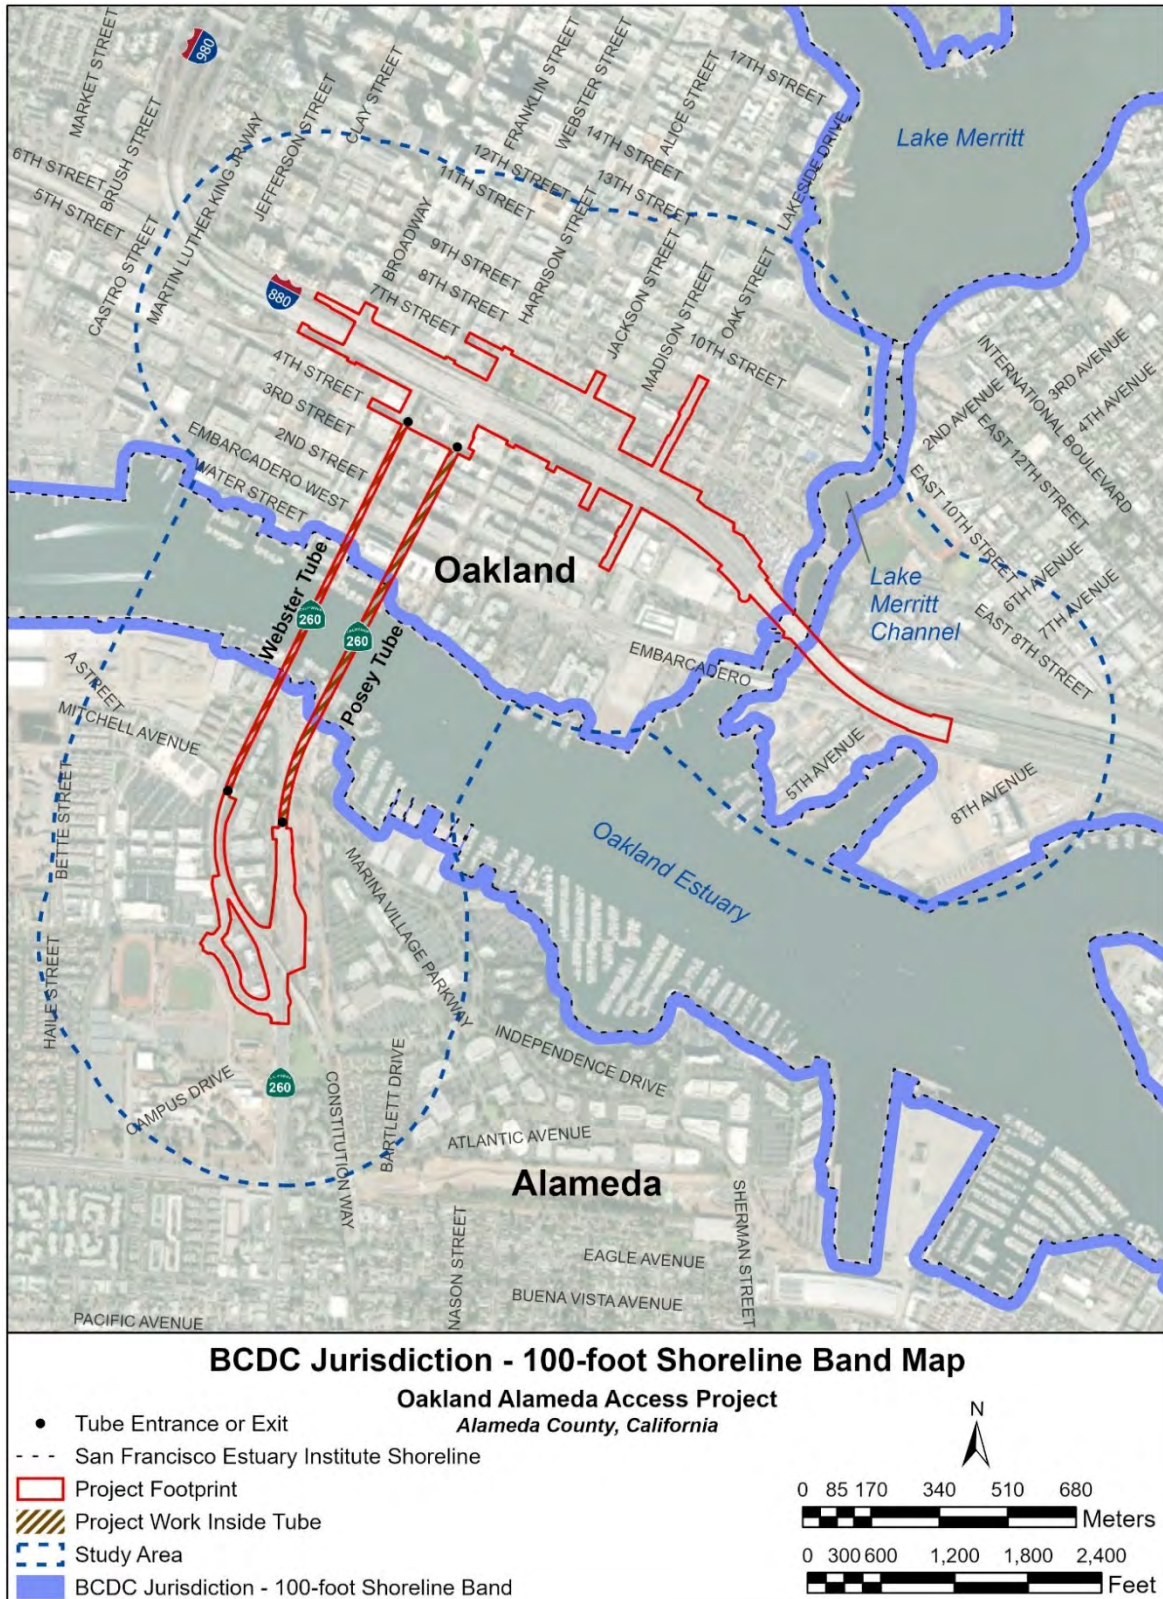 980
MARKET STREET
BRUSH STREET
6TH STREET
5TH STREET
CASTRO STREET
MARTIN LUTHER KING JR WAY
JEFFERSON STREET
CLAY STREET
FRANKLIN STREET
WEBSTER STREET
ALICE STREET
17TH STREET
14TH STREET
13TH STREET
12TH STREET
11TH STREET
LAKESIDE DRIVE
Lake Merritt
BROADWAY
9TH STREET
8TH STREET
7TH STREET
HARRISON STREET
JACKSON STREET
MADISON STREET
OAK STREET
10TH STREET
880
4TH STREET
3RD STREET
2ND STREET
EMBARCADERO WEST
WATER STREET
INTERNATIONAL BOULEVARD
3RD AVENUE
4TH AVENUE
2ND AVENUE
EAST 12TH STREET
EAST 10TH STREET
6TH AVENUE
7TH AVENUE
EAST 8TH STREET
Oakland
Lake
Merritt
Channel
Webster Tube
260
Posey Tube
260
EMBARCADERO
5TH AVENUE
8TH AVENUE
A STREET
MITCHELL AVENUE
BETTE STREET
HAILE STREET
MARINA VILLAGE PARKWAY
Oakland Estuary
INDEPENDENCE DRIVE
260
CAMPUS DRIVE
CONSTITUTION WAY
BARTLETT DRIVE
ATLANTIC AVENUE
Alameda
NASON STREET
SHERMAN STREET
EAGLE AVENUE
BUENA VISTA AVENUE
PACIFIC AVENUE
BCDC Jurisdiction - 100-foot Shoreline Band Map
Oakland Alameda Access Project
Alameda County, California
Tube Entrance or Exit
San Francisco Estuary Institute Shoreline
Project Footprint
Project Work Inside Tube
Study Area
BCDC Jurisdiction - 100-foot Shoreline Band
N
0 85 170 340 510 680
Meters
0 300 600 1,200 1,800 2,400
Feet